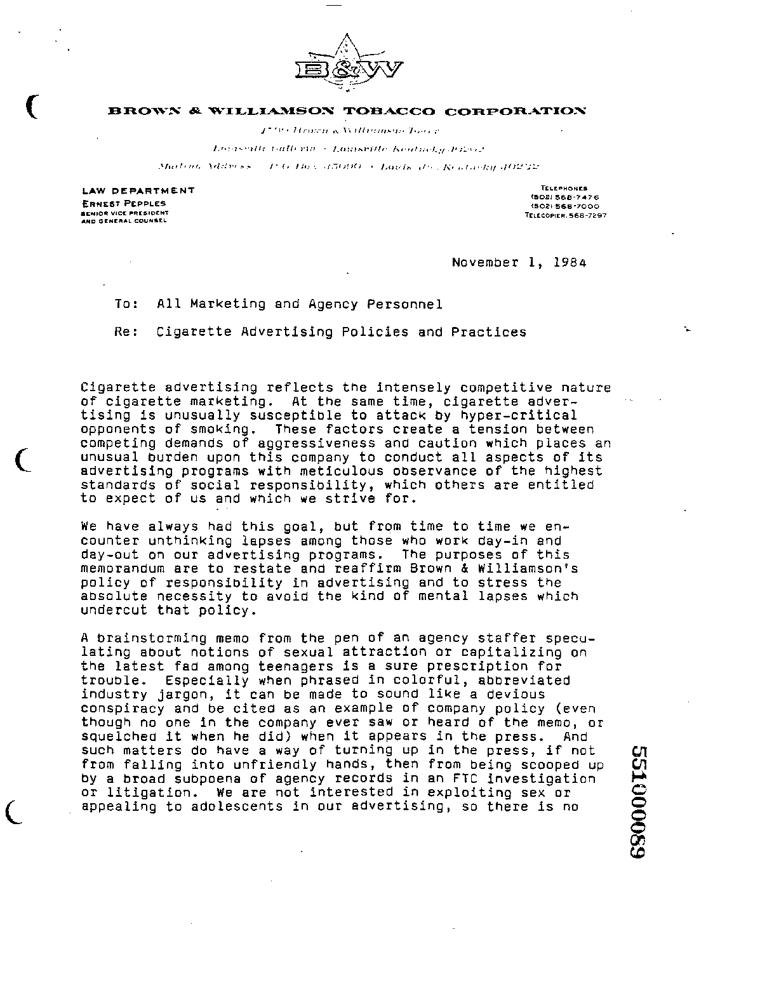 B&W
BROWN & WILLIAMSON TOBACCO CORPORATION
LAW DEPARTMENT
ERNEST PEPPLES
SENIOR VICE PRESIDENT
AND GENERAL COUNSEL
TELEPHONES
(502) 568-7476
(502) 568-7000
TELECOPIER. 568-7297
November 1, 1984
To: All Marketing and Agency Personnel
Re: Cigarette Advertising Policies and Practices
Cigarette advertising reflects the intensely competitive nature
of cigarette marketing. At the same time, cigarette adver-
tising is unusually susceptible to attack by hyper-critical
opponents of smoking. These factors create a tension between
competing demands of aggressiveness and caution which places an
unusual burden upon this company to conduct all aspects of its
advertising programs with meticulous observance of the highest
standards of social responsibility, which others are entitled
to expect of us and which we strive for.
We have always had this goal, but from time to time we en-
counter unthinking lapses among those who work day-in and
day-out on our advertising programs. The purposes of this
memorandum are to restate and reaffirm Brown & Williamson's
policy of responsibility in advertising and to stress the
absolute necessity to avoid the kind of mental lapses which
undercut that policy.
A brainstorming memo from the pen of an agency staffer specu-
lating about notions of sexual attraction or capitalizing on
the latest fad among teenagers is a sure prescription for
trouble. Especially when phrased in colorful, abbreviated
industry jargon, it can be made to sound like a devious
conspiracy and be cited as an example of company policy (even
though no one in the company ever saw or heard of the memo, or
squelched it when he did) when it appears in the press. And
such matters do have a way of turning up in the press, if not
from falling into unfriendly hands, then from being scooped up
by a broad subpoena of agency records in an FTC investigation
or litigation. We are not interested in exploiting sex or
appealing to adolescents in our advertising, so there is no
551000089